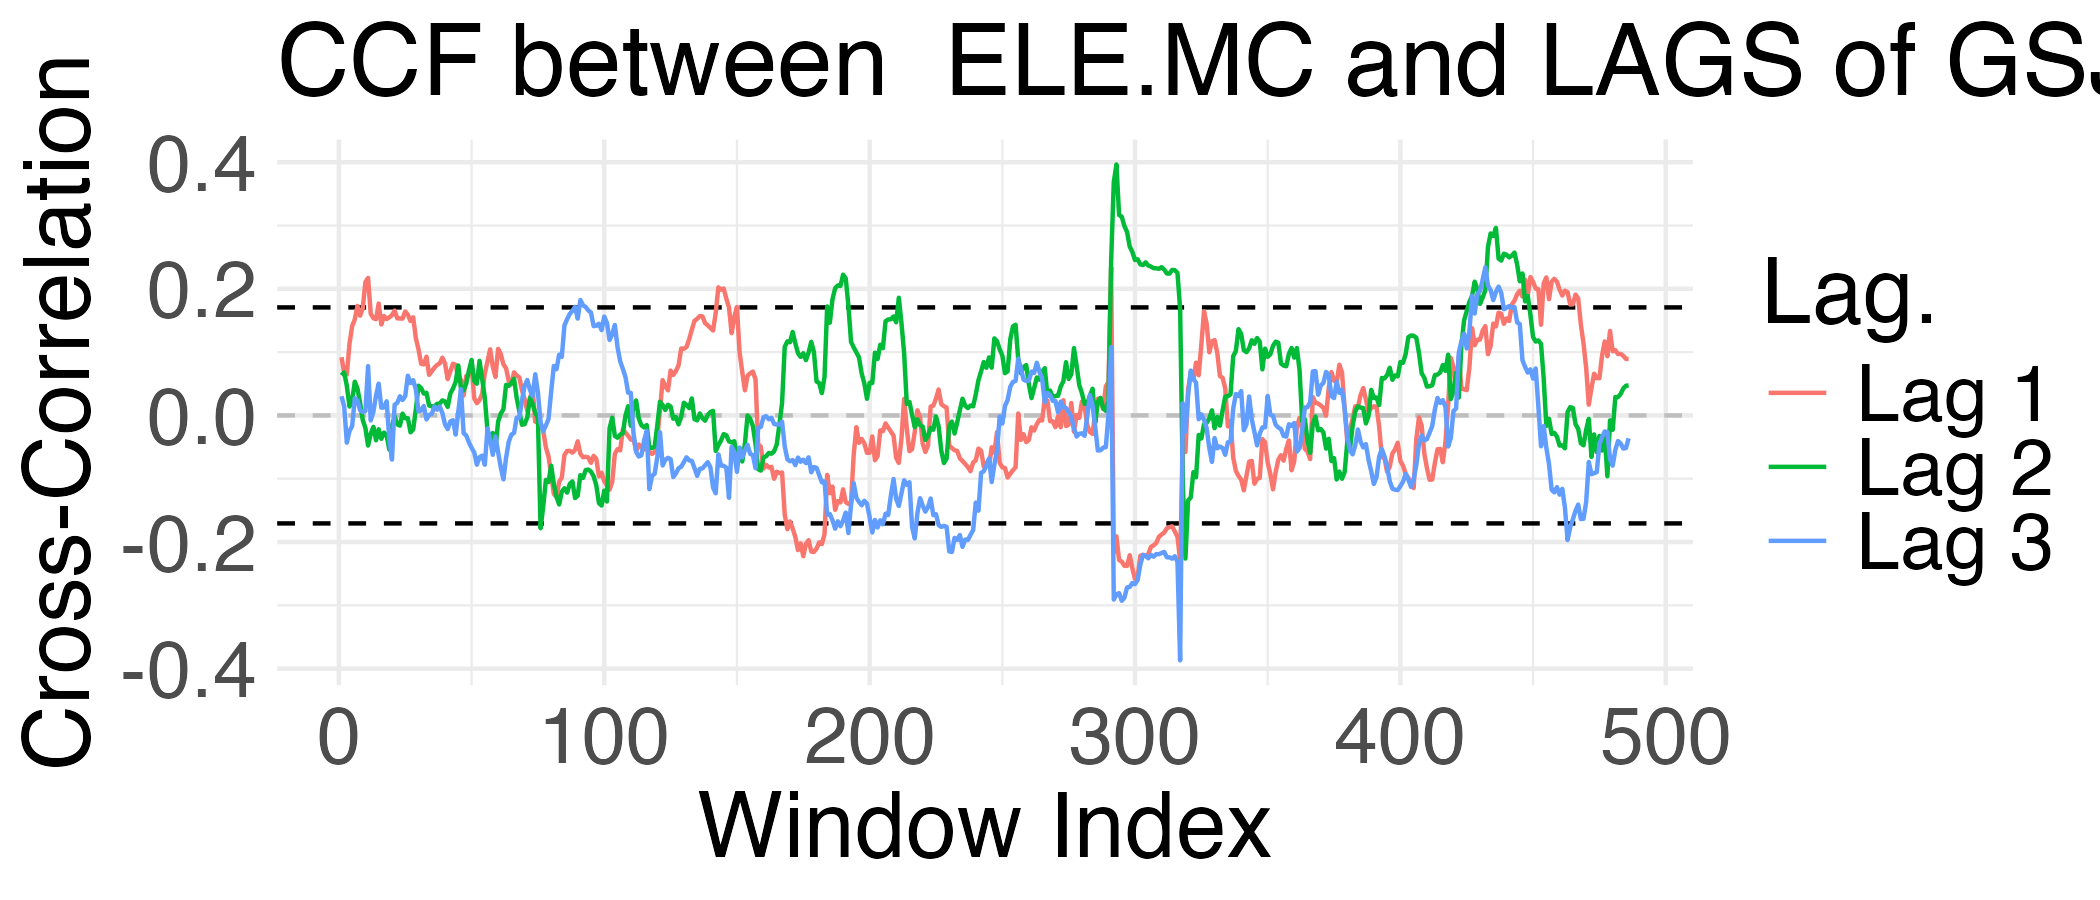 CCF between  ELE.MC and LAGS of GS
Cross-Correlation
0.4
0.2
0.0
-0.2
-0.4
0 100 200 300 400 500
Window Index
Lag.
Lag 1
Lag 2
Lag 3